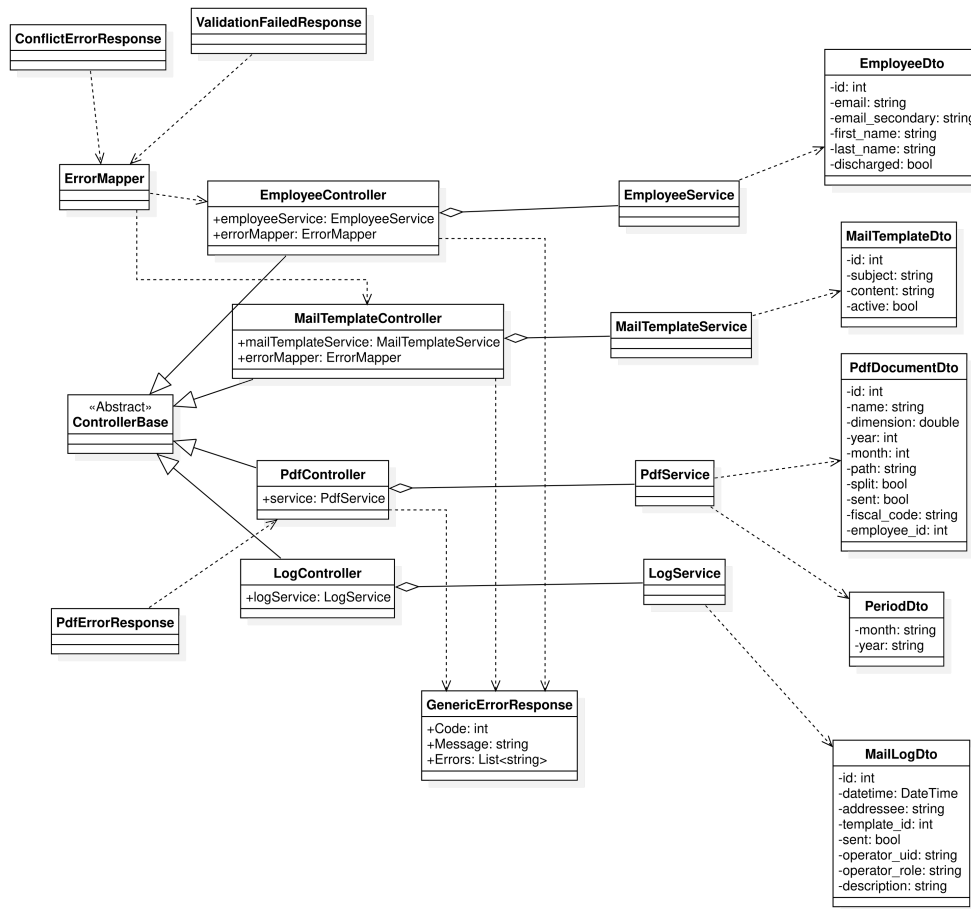 ConflictErrorResponse
ValidationFailedResponse
ErrorMapper
EmployeeController
+employeeService: EmployeeService
+errorMapper: ErrorMapper
EmployeeService
EmployeeDto
-id: int
-email: string
-email_secondary: string
-first_name: string
-last_name: string
-discharged: bool
MailTemplateController
+mailTemplateService: MailTemplateService
+errorMapper: ErrorMapper
MailTemplateService
MailTemplateDto
-id: int
-subject: string
-content: string
-active: bool
«Abstract»
ControllerBase
PdfController
+service: PdfService
PdfService
PdfDocumentDto
-id: int
-name: string
-dimension: double
-year: int
-month: int
-path: string
-split: bool
-sent: bool
-fiscal_code: string
-employee_id: int
LogController
+logService: LogService
LogService
PeriodDto
-month: string
-year: string
PdfErrorResponse
GenericErrorResponse
+Code: int
+Message: string
+Errors: List<string>
MailLogDto
-id: int
-datetime: DateTime
-addressee: string
-template_id: int
-sent: bool
-operator_uid: string
-operator_role: string
-description: string